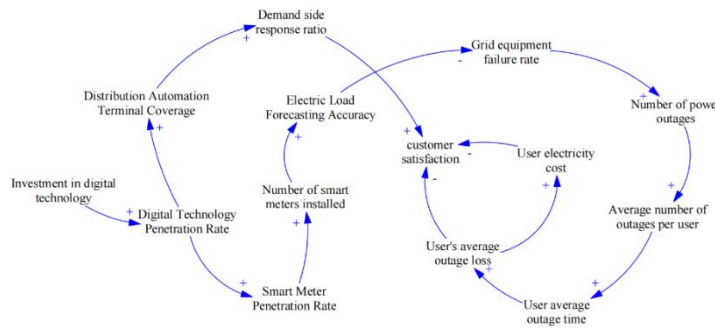 Demand side
response ratio
Grid equipment
failure rate
Distribution Automation
Terminal Coverage
Electric Load
Forecasting Accuracy
Number of powe
outages
customer
satisfaction
User electricity
cost
Investment in digital
technology
Digital Technology
Penetration Rate
Number of smart
meters installed
Average number of
outages per user
User's average
outage loss
Smart Meter
Penetration Rate
User average
outage time
+
+
+
+
+
+
+
+
-
+
+
+
+
+
-
-